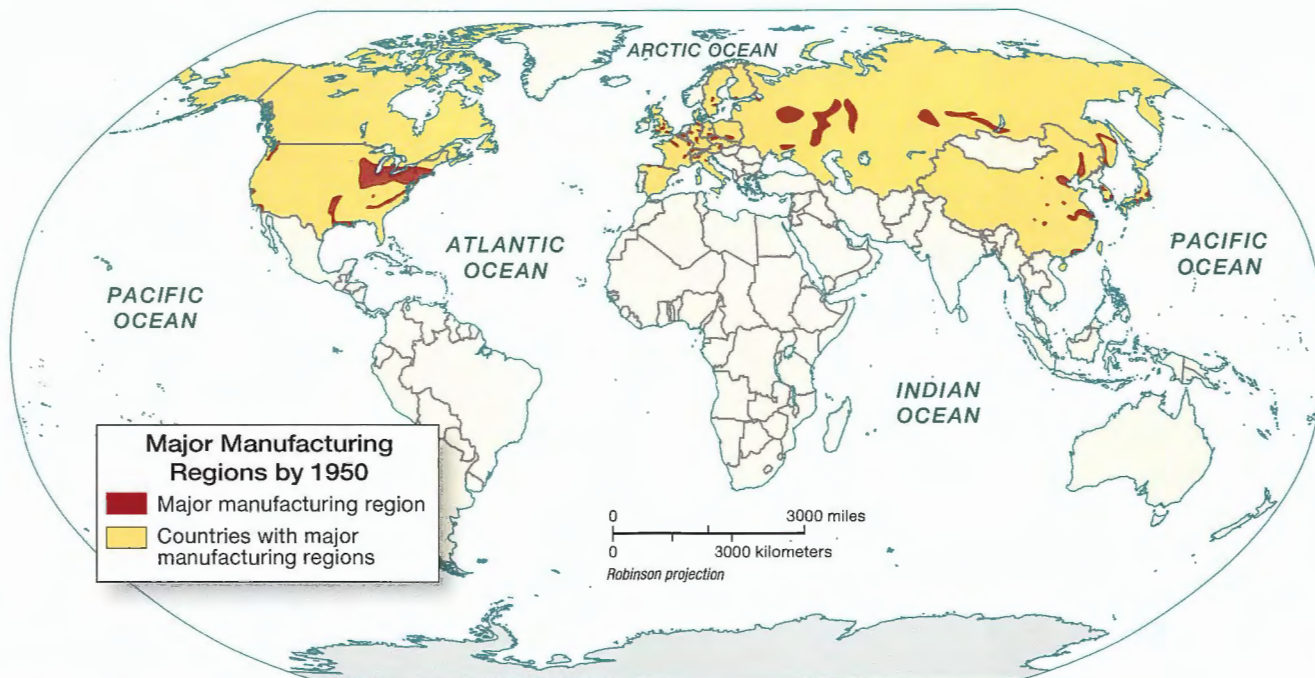 ARCTIC OCEAN
ATLANTIC
OCEAN
PACIFIC
OCEAN
PACIFIC
OCEAN
INDIAN
OCEAN
Major Manufacturing
Regions by 1950
Major manufacturing region
Countries with major
manufacturing regions
0 3000 miles
0 3000 kilometers
Robinson projection